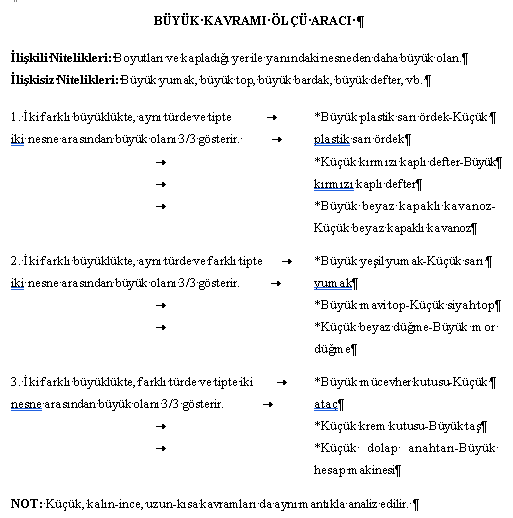 BÜYÜK KAVRAMI ÖLÇÜ ARACI
İlişkili Nitelikleri: Boyutları ve kapladığı yer ile yanındaki nesneden daha büyük olan.
İlişkisiz Nitelikleri: Büyük yumak, büyük top, büyük bardak, büyük defter, vb.
1. İki farklı büyüklükte, aynı türde ve tipte *Büyük plastik sarı ördek-Küçük
iki nesne arasından büyük olanı 3/3 gösterir. plastik sarı ördek
*Küçük kırmızı kaplı defter-Büyük
kırmızı kaplı defter
*Büyük beyaz kapaklı kavanoz-
Küçük beyaz kapaklı kavanoz
2. İki farklı büyüklükte, aynı türde ve farklı tipte *Büyük yeşil yumak-Küçük sarı
iki nesne arasından büyük olanı 3/3 gösterir. yumak
*Büyük mavi top-Küçük siyah top
*Küçük beyaz düğme-Büyük mor
düğme
3. İki farklı büyüklükte, farklı türde ve tipte iki *Büyük mücevher kutusu-Küçük
nesne arasından büyük olanı 3/3 gösterir. ataç
*Küçük krem kutusu-Büyük taş
*Küçük dolap anahtarı-Büyük
hesap makinesi
NOT: Küçük, kalın-ince, uzun-kısa kavramları da aynı mantıkla analiz edilir.